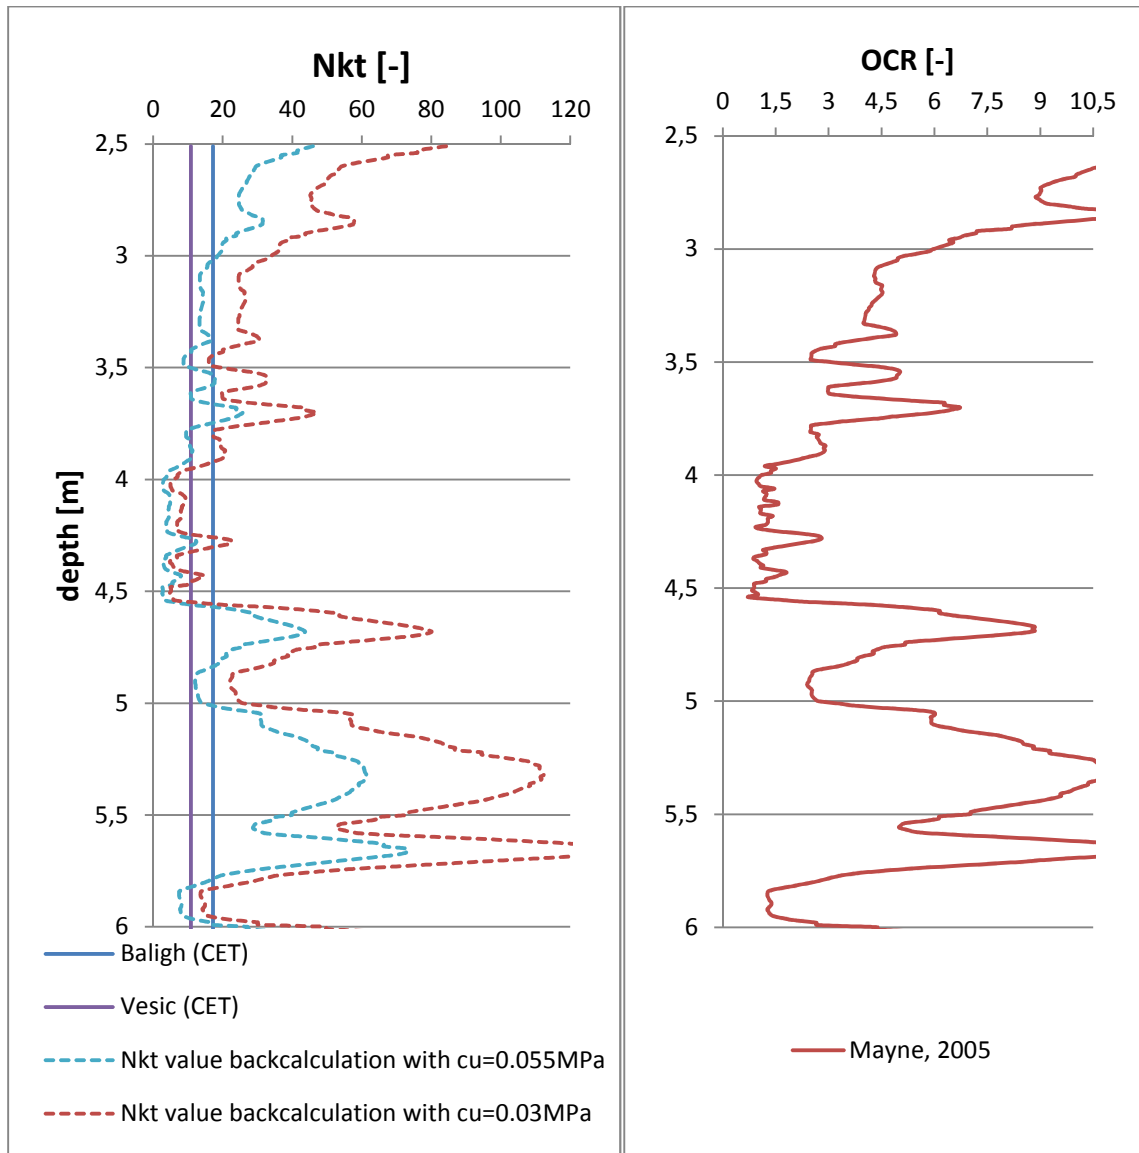 Nkt [-]
0 20 40 60 80 100 120
2,5
3
3,5
4
4,5
5
5,5
6
depth [m]
Baligh (CET)
Vesic (CET)
Nkt value backcalculation with cu=0.055MPa
Nkt value backcalculation with cu=0.03MPa
OCR [-]
0 1,5 3 4,5 6 7,5 9 10,5
2,5
3
3,5
4
4,5
5
5,5
6
Mayne, 2005